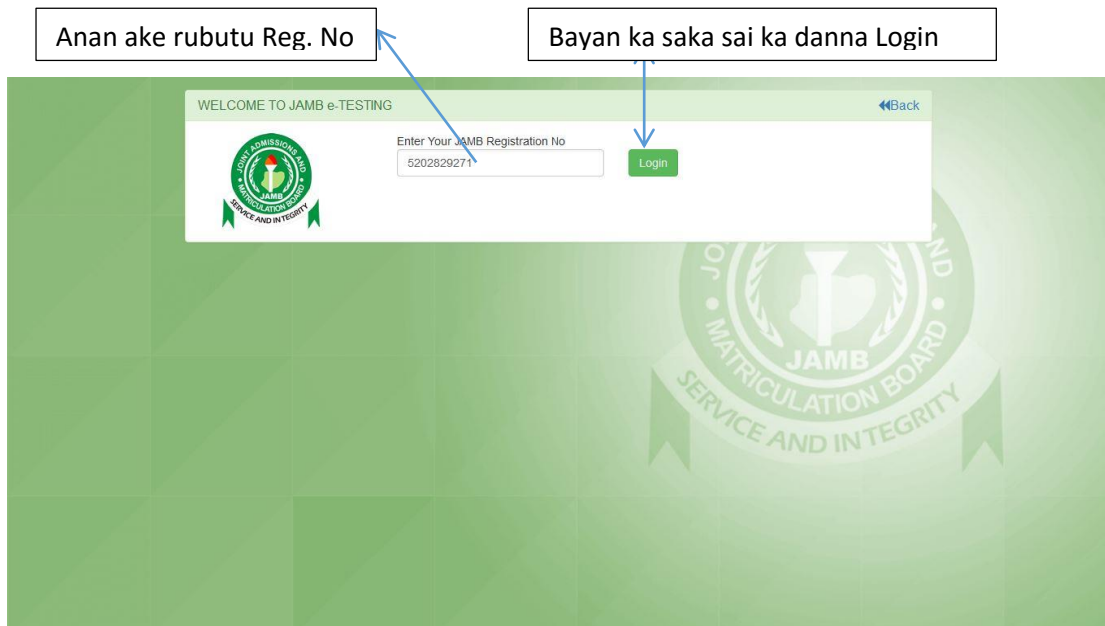 Anan ake rubutu Reg. No
Bayan ka saka sai ka danna Login
WELCOME TO JAMB e-TESTING
Back
Enter Your JAMB Registration No
5202829271
Login
JOINT ADMISSIONS AND
MATRICULATION BOARD
JAMB
SERVICE AND INTEGRITY
JO
AND
MATRICULATION BOARD
JAMB
SERVICE AND INTEGRITY